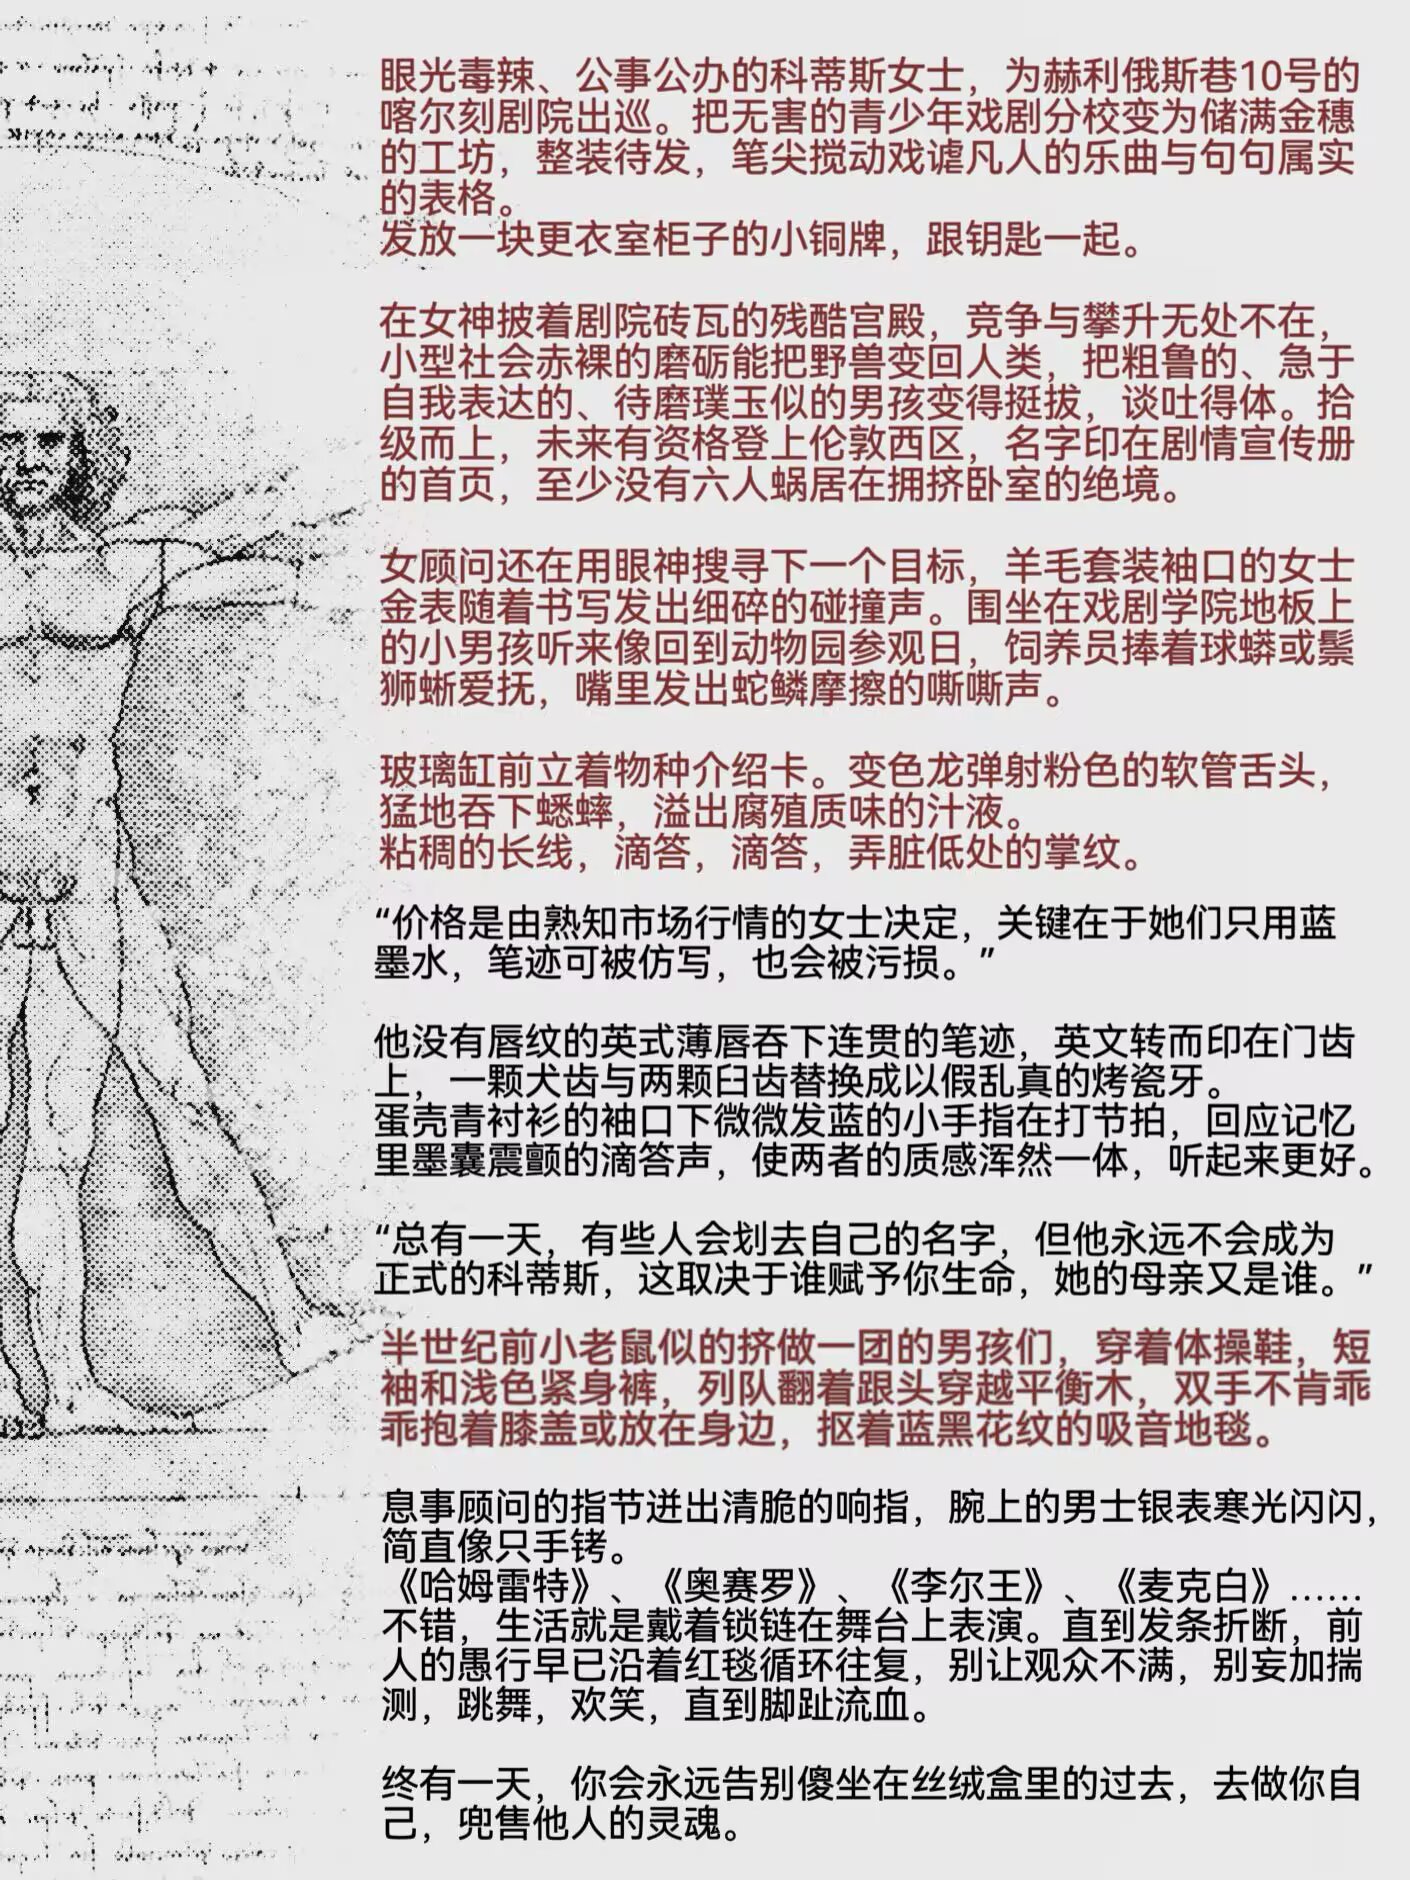 眼光毒辣、公事公办的科蒂斯女士，为赫利俄斯巷10号的
喀尔刻剧院出巡。把无害的青少年戏剧分校变为储满金穗
的工坊，整装待发，笔尖搅动戏谑凡人的乐曲与句句属实
的表格。
发放一块更衣室柜子的小铜牌，跟钥匙一起。
在女神披着剧院砖瓦的残酷宫殿，竞争与攀升无处不在，
小型社会赤裸的磨砺能把野兽变回人类，把粗鲁的、急于
自我表达的、待磨璞玉似的男孩变得挺拔，谈吐得体。拾
级而上，未来有资格登上伦敦西区，名字印在剧情宣传册
的首页，至少没有六人蜗居在拥挤卧室的绝境。
女顾问还在用眼神搜寻下一个目标，羊毛套装袖口的女士
金表随着书写发出细碎的碰撞声。围坐在戏剧学院地板上
的小男孩听来像回到动物园参观日，饲养员捧着球蟒或鬃
狮蜥爱抚，嘴里发出蛇鳞摩擦的嘶嘶声。
玻璃缸前立着物种介绍卡。变色龙弹射粉色的软管舌头，
猛地吞下蟋蟀，溢出腐殖质味的汁液。
粘稠的长线，滴答，滴答，弄脏低处的掌纹。
“价格是由熟知市场行情的女士决定，关键在于她们只用蓝
墨水，笔迹可被仿写，也会被污损。”
他没有唇纹的英式薄唇吞下连贯的笔迹，英文转而印在门齿
上，一颗犬齿与两颗臼齿替换成以假乱真的烤瓷牙。
蛋壳青衬衫的袖口下微微发蓝的小手指在打节拍，回应记忆
里墨囊震颤的滴答声，使两者的质感浑然一体，听起来更好。
“总有一天，有些人会划去自己的名字，但他永远不会成为
正式的科蒂斯，这取决于谁赋予你生命，她的母亲又是谁。”
半世纪前小老鼠似的挤做一团的男孩们，穿着体操鞋，短
袖和浅色紧身裤，列队翻着跟头穿越平衡木，双手不肯乖
乖抱着膝盖或放在身边，抠着蓝黑花纹的吸音地毯。
息事顾问的指节迸出清脆的响指，腕上的男士银表寒光闪闪，
简直像只手铐。
《哈姆雷特》、《奥赛罗》、《李尔王》、《麦克白》……
不错，生活就是戴着锁链在舞台上表演。直到发条折断，前
人的愚行早已沿着红毯循环往复，别让观众不满，别妄加揣
测，跳舞，欢笑，直到脚趾流血。
终有一天，你会永远告别傻坐在丝绒盒里的过去，去做你自
己，兜售他人的灵魂。